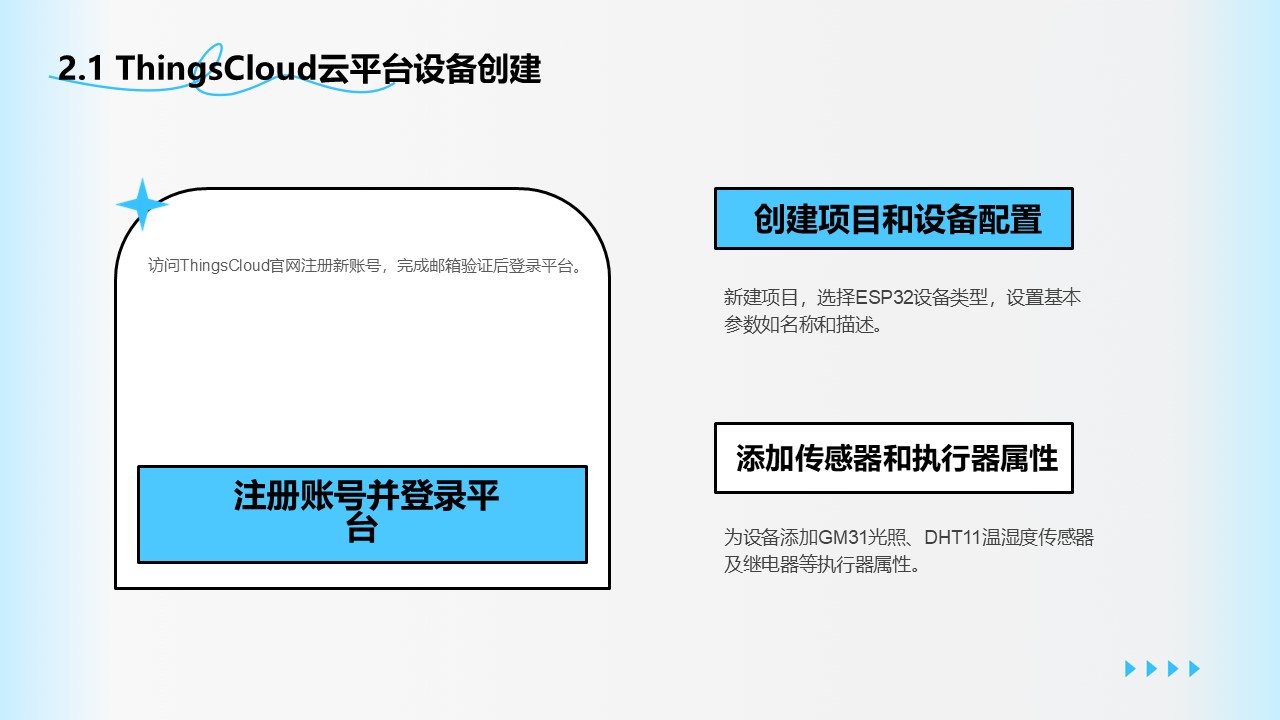 2.1 ThingsCloud云平台设备创建
访问ThingsCloud官网注册新账号，完成邮箱验证后登录平台。
注册账号并登录平
台
创建项目和设备配置
新建项目，选择ESP32设备类型，设置基本
参数如名称和描述。
添加传感器和执行器属性
为设备添加GM31光照、DHT11温湿度传感器
及继电器等执行器属性。